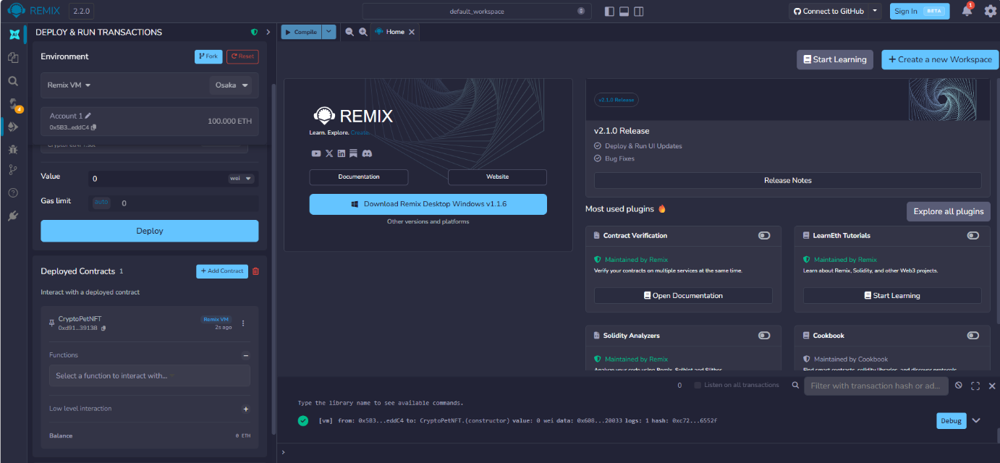 REMIX 2.2.0
default_workspace
Connect to GitHub
Sign In BETA
1
DEPLOY & RUN TRANSACTIONS
Compile
Home
Environment
Fork
Reset
Remix VM
Osaka
Account 1
0x5B3...eddC4
100.000 ETH
4
Value
0
wei
Gas limit
auto
0
Deploy
Deployed Contracts 1
+ Add Contract
Interact with a deployed contract
CryptoPetNFT
0xd91...39138
Remix VM
2s ago
Functions
Select a function to interact with...
Low level interaction
Balance
0 ETH
Start Learning
+ Create a new Workspace
REMIX
Learn. Explore. Create.
Documentation
Website
Download Remix Desktop Windows v1.1.6
Other versions and platforms
v2.1.0 Release
v2.1.0 Release
Deploy & Run UI Updates
Bug Fixes
Release Notes
Most used plugins
Explore all plugins
Contract Verification
Maintained by Remix
Verify your contracts on multiple services at the same time.
Open Documentation
LearnEth Tutorials
Maintained by Remix
Learn about Remix, Solidity, and other Web3 projects.
Start Learning
Solidity Analyzers
Maintained by Remix
Analyze your code using Remix, Solhint and Slither.
Cookbook
Maintained by Cookbook
Find smart contracts, solidity libraries, and discover protocols.
0
Listen on all transactions
Filter with transaction hash or ad...
Type the library name to see available commands.
[vm] from: 0x5B3...eddC4 to: CryptoPetNFT.(constructor) value: 0 wei data: 0x608...20033 logs: 1 hash: 0xc72...6552f
Debug
>